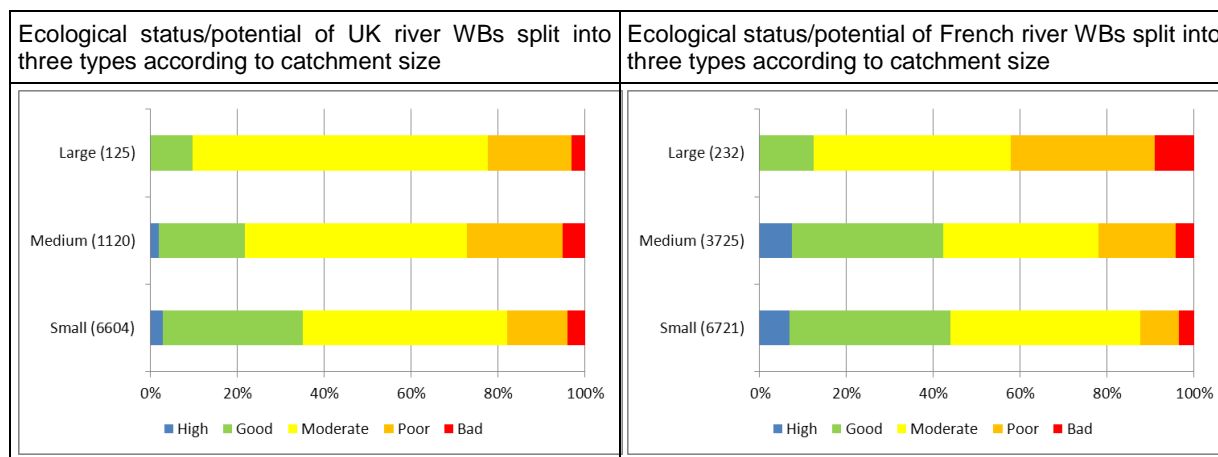 Ecological status/potential of UK river WBs split into
three types according to catchment size
Large (125)
Medium (1120)
Small (6604)
0% 20% 40% 60% 80% 100%
High Good Moderate Poor Bad
Ecological status/potential of French river WBs split into
three types according to catchment size
Large (232)
Medium (3725)
Small (6721)
0% 20% 40% 60% 80% 100%
High Good Moderate Poor Bad